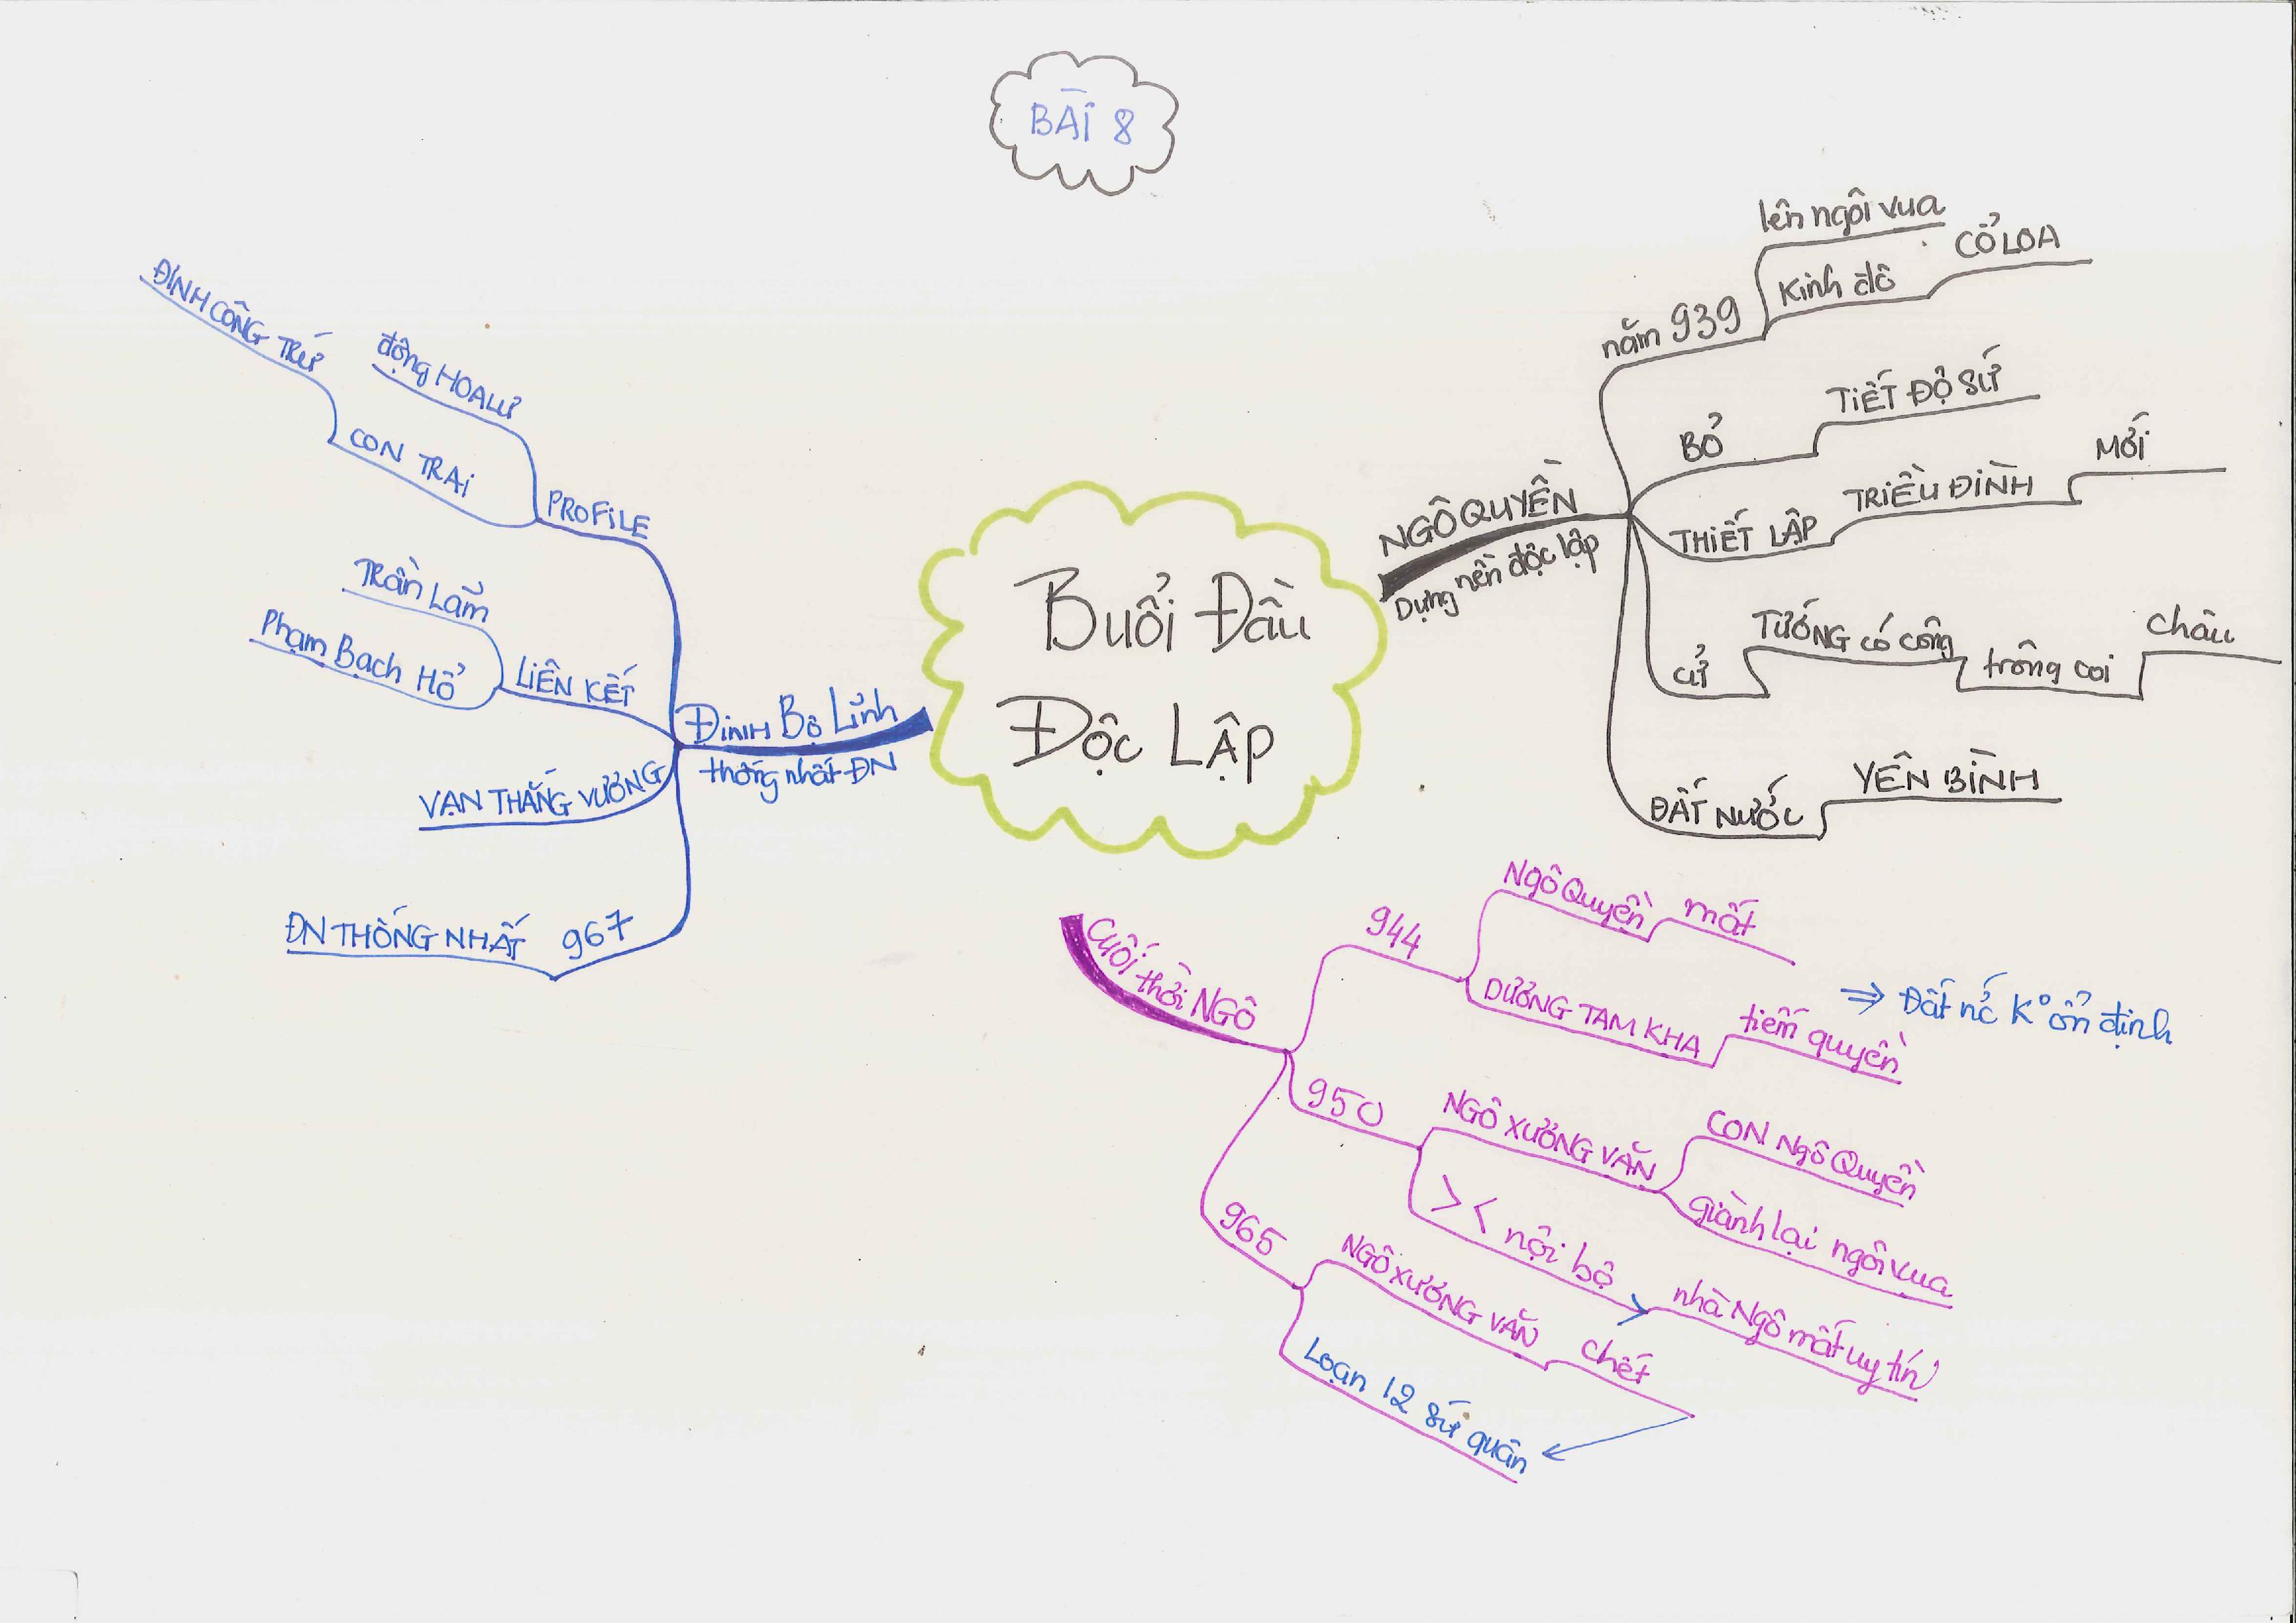 BÀI 8
Buổi Đầu
Độc Lập
NGÔ QUYỀN
Dựng nền độc lập
năm 939
lên ngôi vua
Kinh đô
CỔ LOA
BỎ
TIẾT ĐỘ SỨ
THIẾT LẬP
TRIỀU ĐÌNH
MỚI
CỬ
TƯỚNG có công
trông coi
châu
ĐẤT NƯỚC
YÊN BÌNH
Cuối thời NGÔ
944
Ngô Quyền
mất
DƯƠNG TAM KHA
tiếm quyền
⇒ Đất nc Kº ổn định
950
NGÔ XƯƠNG VĂN
CON Ngô Quyền
giành lại ngôi vua
>< nội bộ
nhà Ngô mất uy tín
965
NGÔ XƯƠNG VĂN
chết
Loạn 12 sứ quân
ĐINH Bộ Lĩnh
thống nhất ĐN
PROFILE
động HOA LƯ
CON TRAI
ĐINH CÔNG TRỨ
LIÊN KẾT
Trần Lãm
Phạm Bạch Hổ
VẠN THẮNG VƯƠNG
967
ĐN THỐNG NHẤT